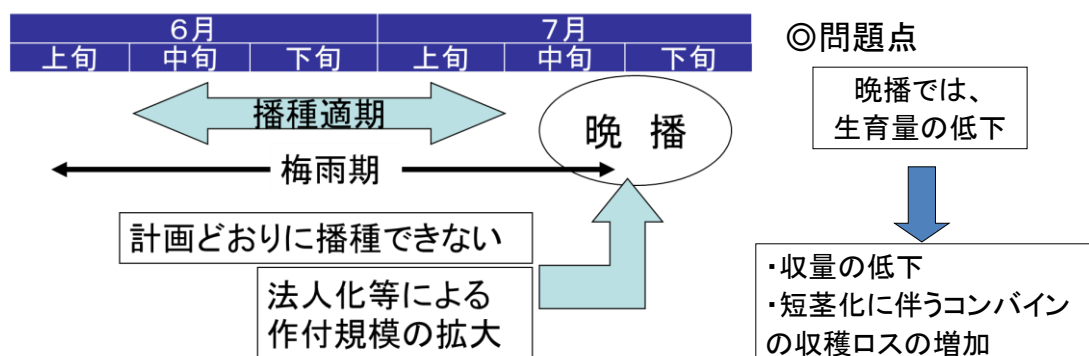 6月 7月
上旬 中旬 下旬 上旬 中旬 下旬
播種適期
梅雨期
晩 播
計画どおりに播種できない
法人化等による
作付規模の拡大
◎問題点
晩播では、
生育量の低下
・収量の低下
・短茎化に伴うコンバイン
の収穫ロスの増加